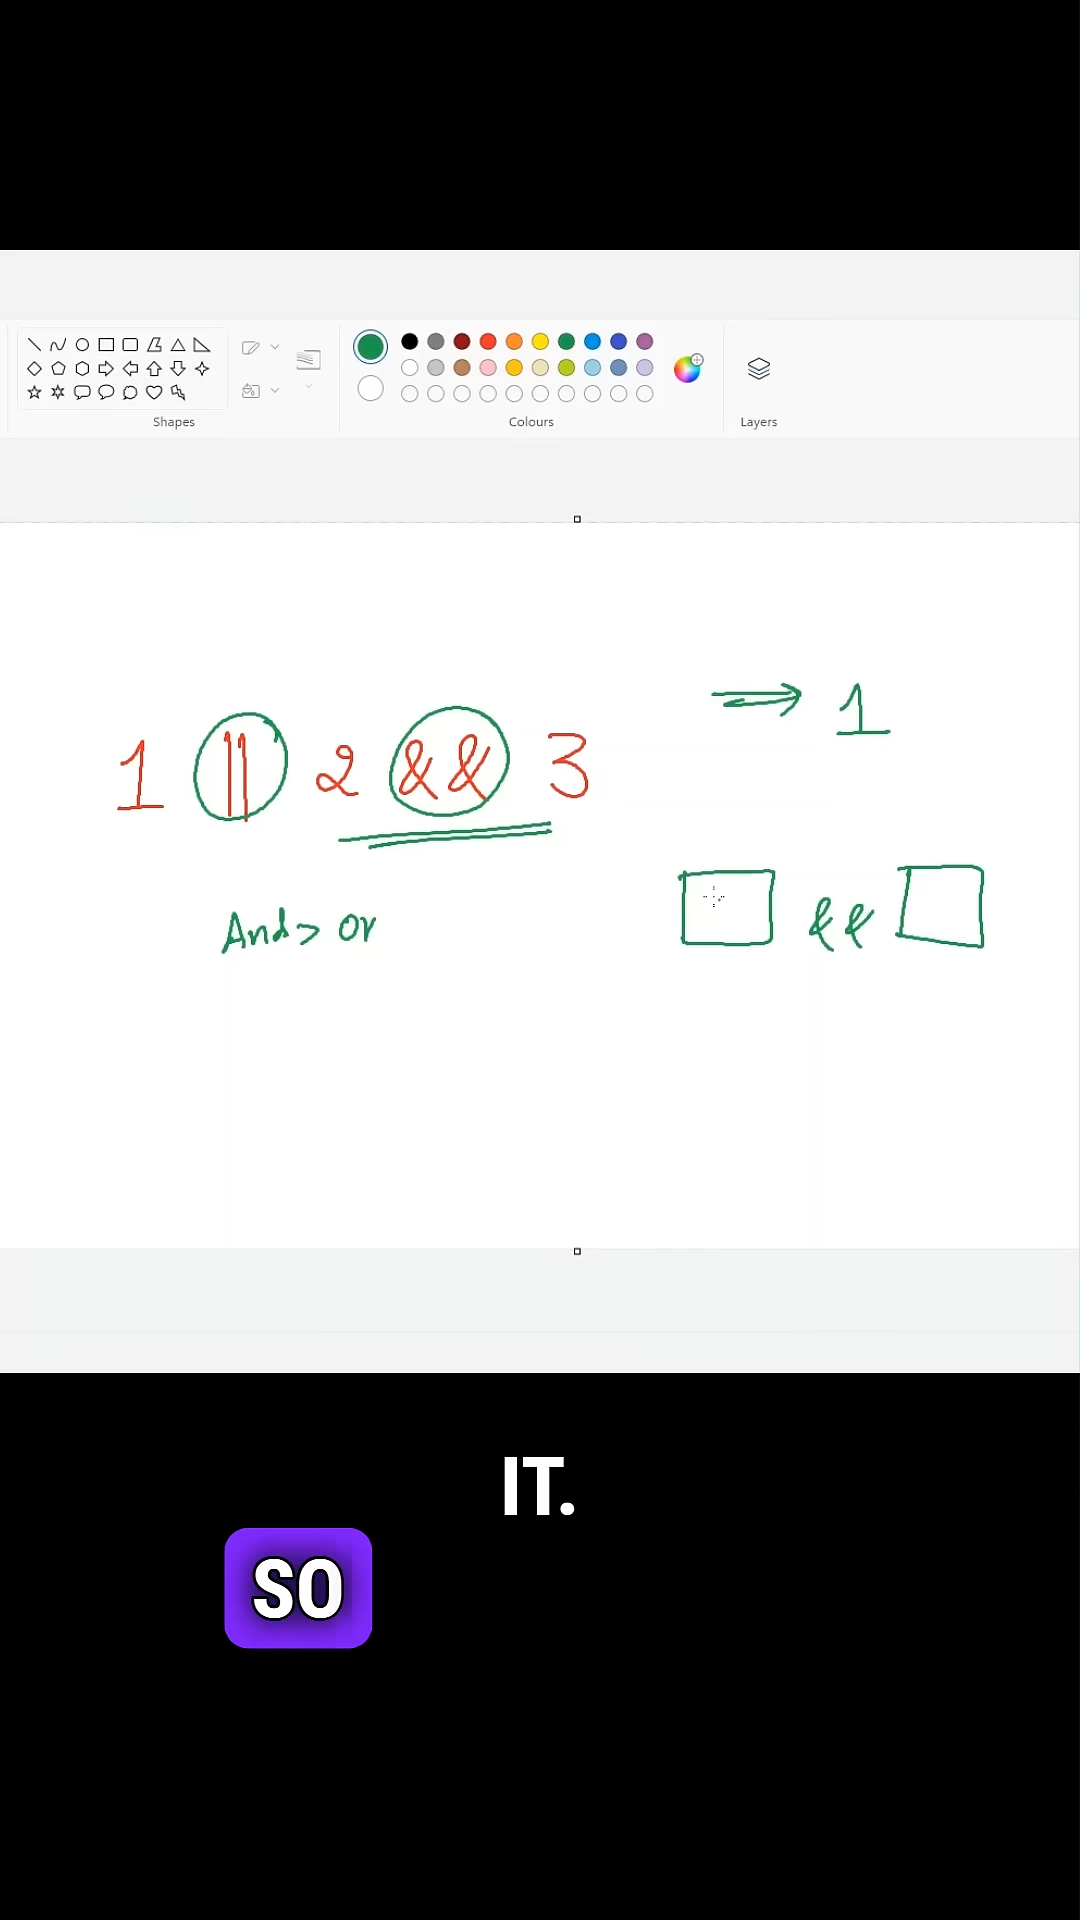 Shapes
Colours
Layers
1 || 2 && 3
⇒ 1
And > or
&&
IT.
SO